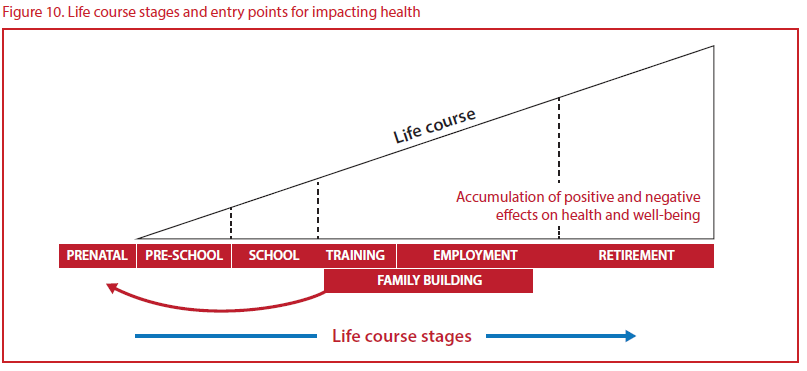 Figure 10. Life course stages and entry points for impacting health
Life course
Accumulation of positive and negative
effects on health and well-being
PRENATAL PRE-SCHOOL SCHOOL TRAINING EMPLOYMENT RETIREMENT
FAMILY BUILDING
Life course stages